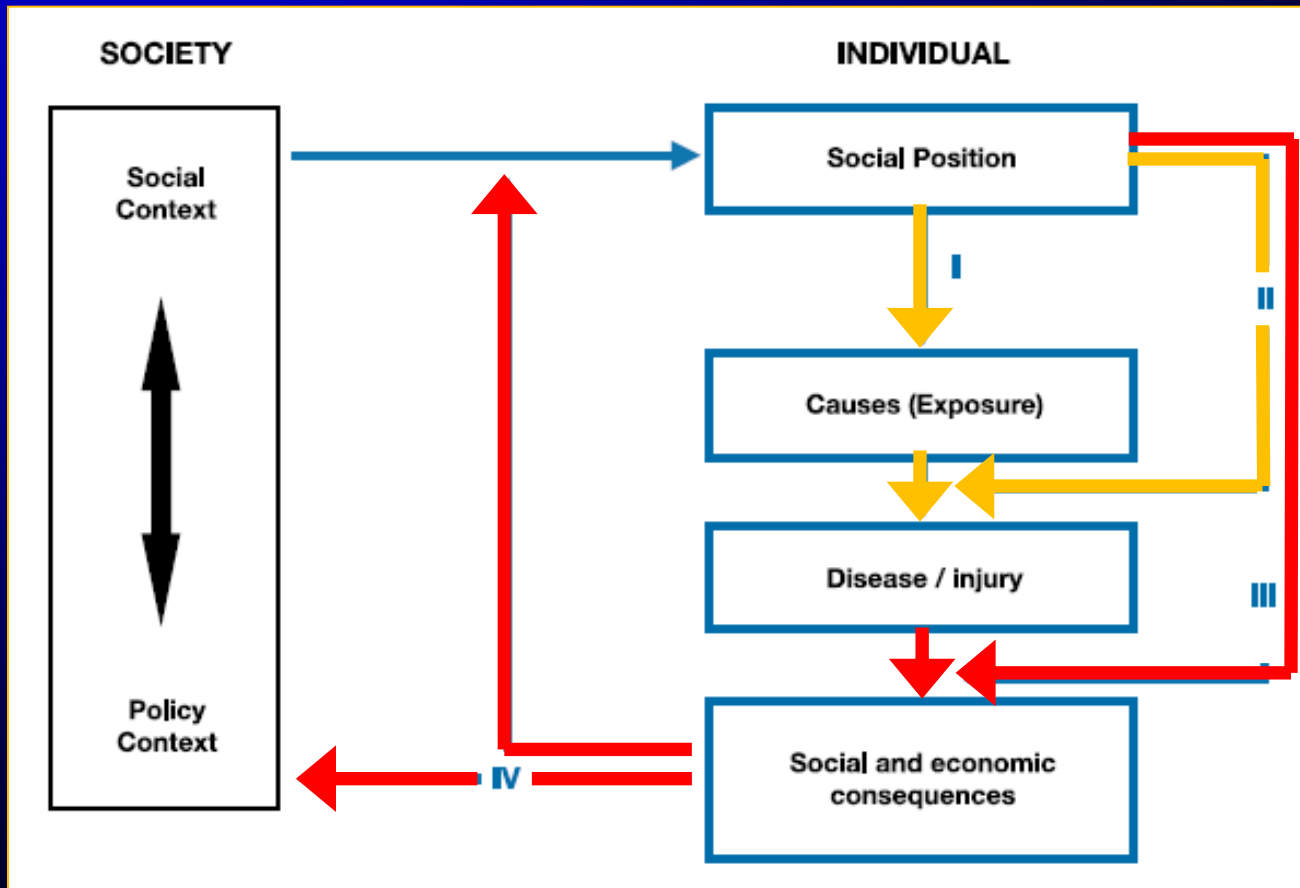 SOCIETY
INDIVIDUAL
Social
Context
Social Position
I
II
Causes (Exposure)
Disease / injury
III
Policy
Context
IV
Social and economic
consequences